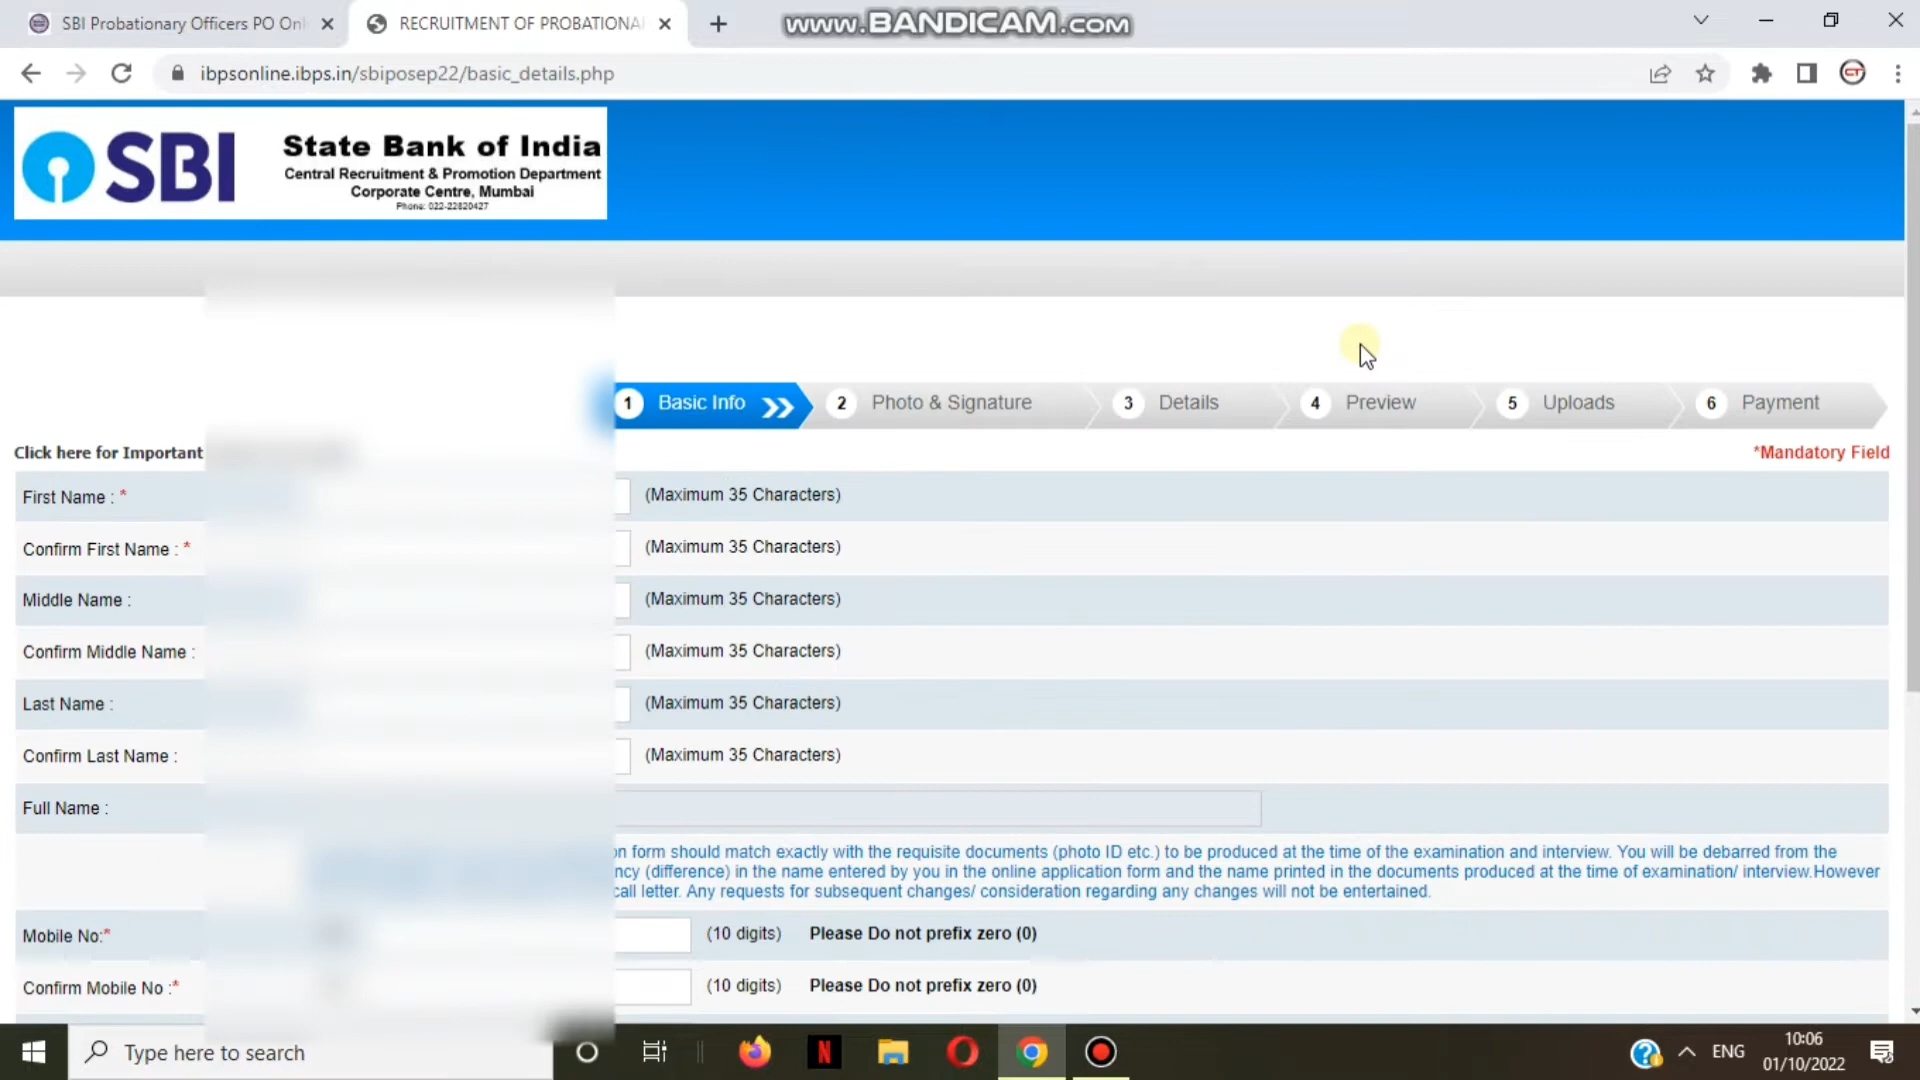 SBI Probationary Officers PO Onl
RECRUITMENT OF PROBATIONA
www.BANDICAM.com
ibpsonline.ibps.in/sbiposep22/basic_details.php
CT
SBI
State Bank of India
Central Recruitment & Promotion Department
Corporate Centre, Mumbai
Phone: 022-22820427
1 Basic Info
2 Photo & Signature
3 Details
4 Preview
5 Uploads
6 Payment
Click here for Important
*Mandatory Field
First Name : *
(Maximum 35 Characters)
Confirm First Name : *
(Maximum 35 Characters)
Middle Name :
(Maximum 35 Characters)
Confirm Middle Name :
(Maximum 35 Characters)
Last Name :
(Maximum 35 Characters)
Confirm Last Name :
(Maximum 35 Characters)
Full Name :
form should match exactly with the requisite documents (photo ID etc.) to be produced at the time of the examination and interview. You will be debarred from the
(difference) in the name entered by you in the online application form and the name printed in the documents produced at the time of examination/ interview.However
call letter. Any requests for subsequent changes/ consideration regarding any changes will not be entertained.
Mobile No:*
(10 digits) Please Do not prefix zero (0)
Confirm Mobile No :*
(10 digits) Please Do not prefix zero (0)
Type here to search
N
ENG
10:06
01/10/2022